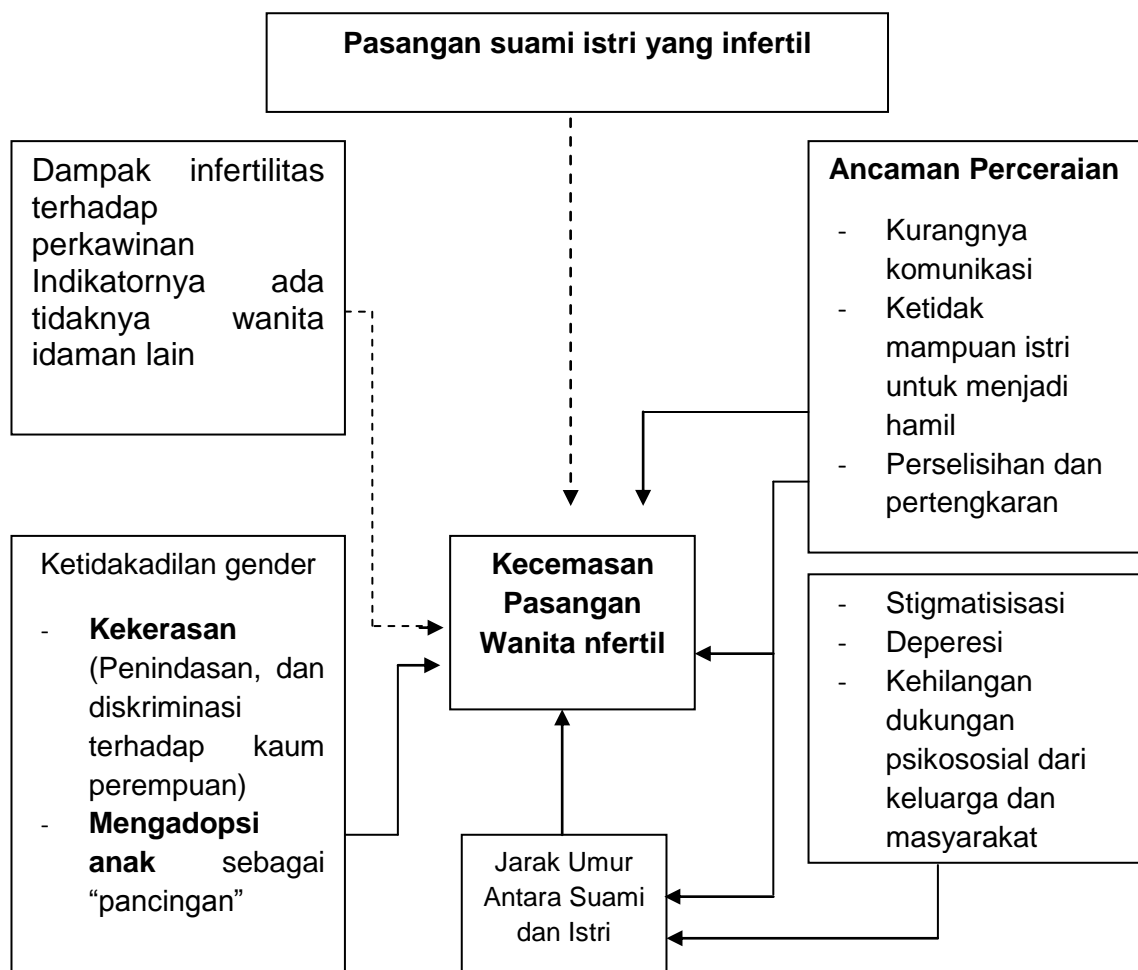 Pasangan suami istri yang infertil
Dampak infertilitas
terhadap
perkawinan
Indikatornya ada
tidaknya wanita
idaman lain
Ancaman Perceraian
- Kurangnya
komunikasi
- Ketidak
mampuan istri
untuk menjadi
hamil
- Perselisihan dan
pertengkaran
Ketidakadilan gender
- Kekerasan
(Penindasan, dan
diskriminasi
terhadap kaum
perempuan)
- Mengadopsi
anak sebagai
“pancingan”
Kecemasan
Pasangan
Wanita nfertil
- Stigmatisisasi
- Deperesi
- Kehilangan
dukungan
psikososial dari
keluarga dan
masyarakat
Jarak Umur
Antara Suami
dan Istri